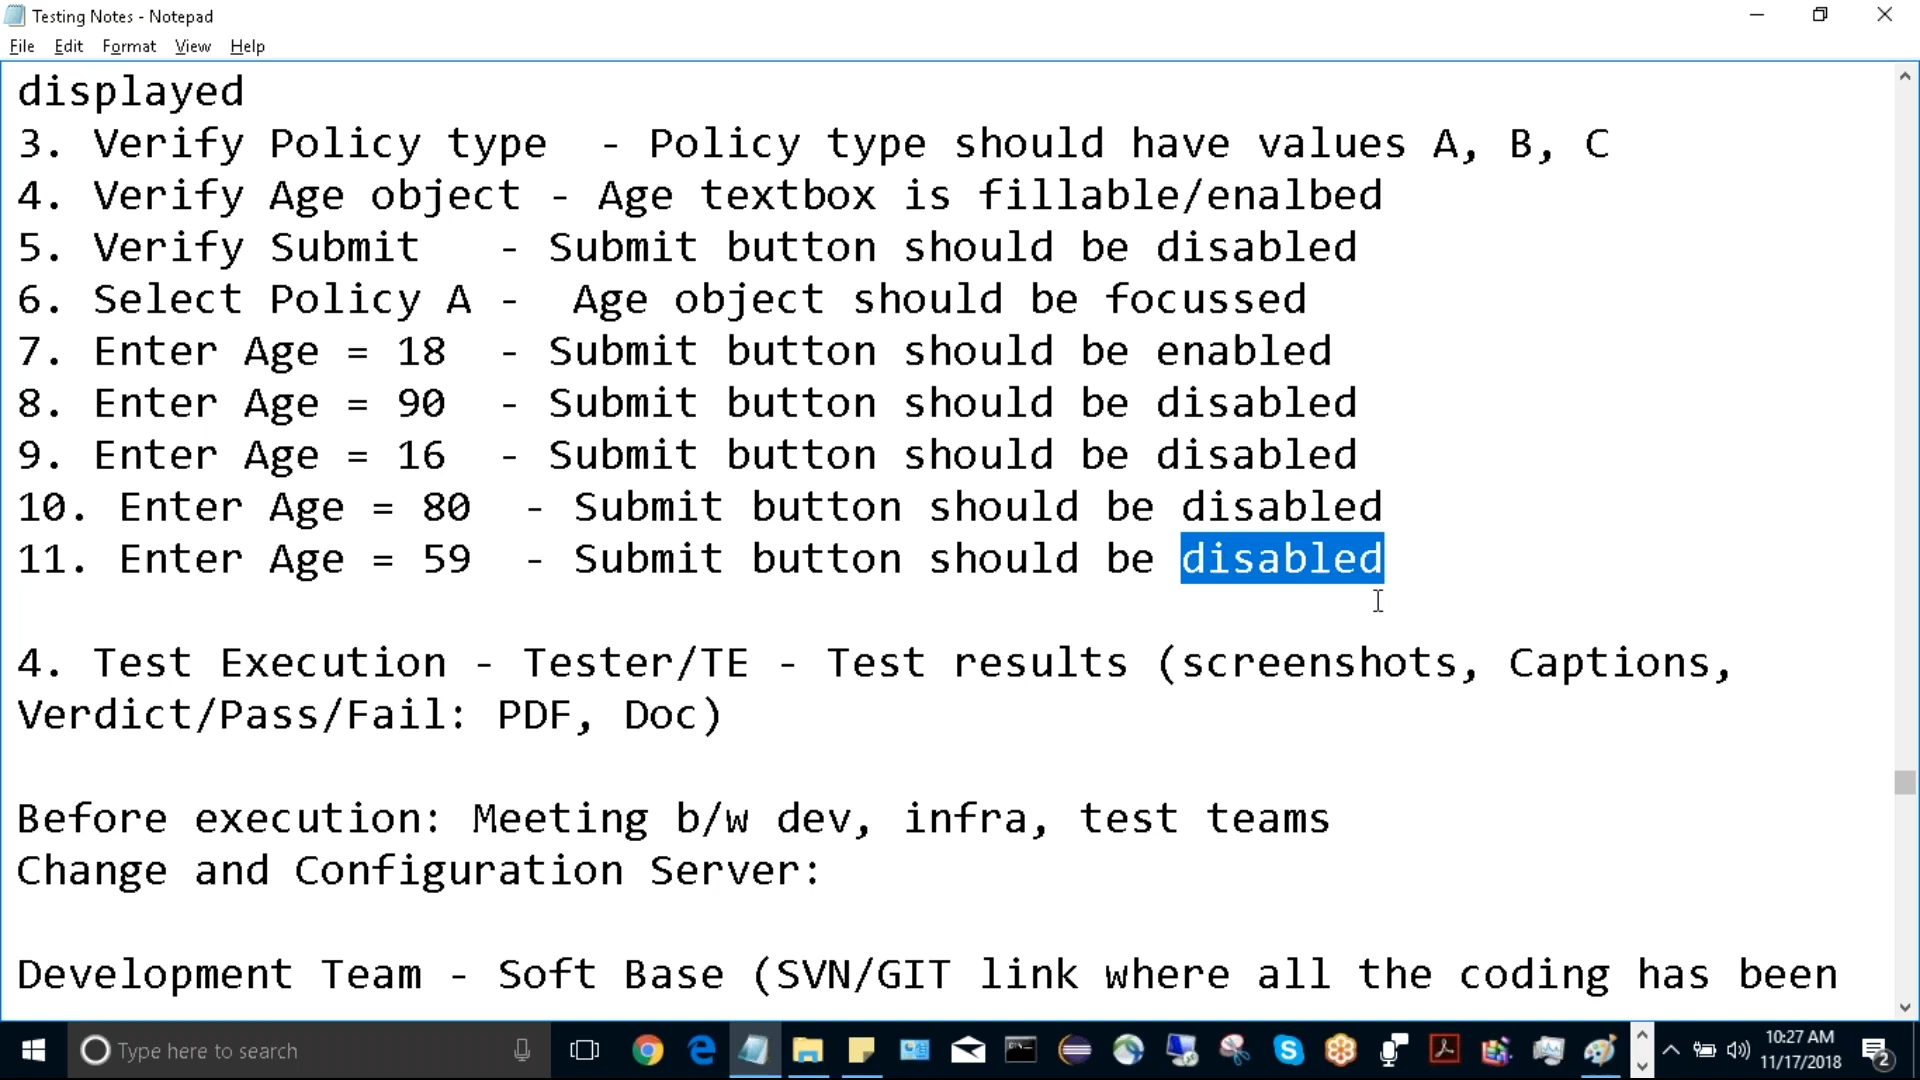 Testing Notes - Notepad
File Edit Format View Help
displayed
3. Verify Policy type  - Policy type should have values A, B, C
4. Verify Age object - Age textbox is fillable/enalbed
5. Verify Submit   - Submit button should be disabled
6. Select Policy A -  Age object should be focussed
7. Enter Age = 18  - Submit button should be enabled
8. Enter Age = 90  - Submit button should be disabled
9. Enter Age = 16  - Submit button should be disabled
10. Enter Age = 80  - Submit button should be disabled
11. Enter Age = 59  - Submit button should be disabled
4. Test Execution - Tester/TE - Test results (screenshots, Captions,
Verdict/Pass/Fail: PDF, Doc)
Before execution: Meeting b/w dev, infra, test teams
Change and Configuration Server:
Development Team - Soft Base (SVN/GIT link where all the coding has been
Type here to search
10:27 AM
11/17/2018
2